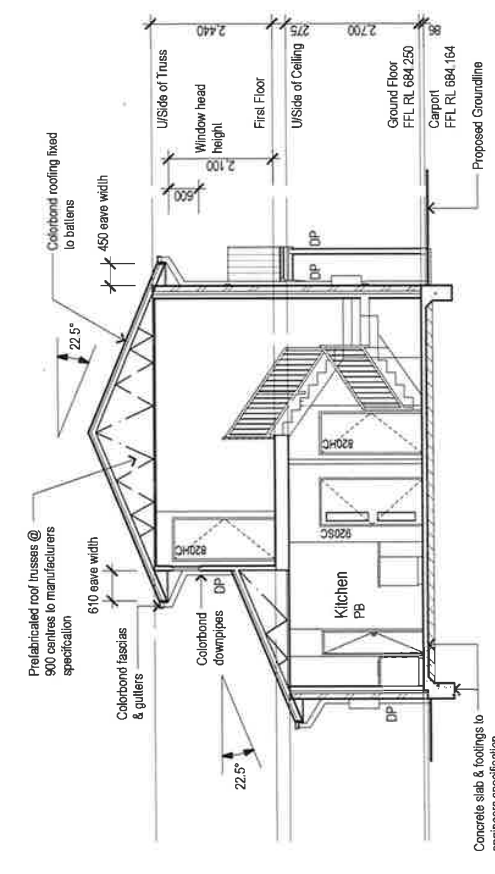 Prefabricated roof trusses @
900 centres to manufacturers
specification
22.5°
Colorbond roofing fixed
to battens
450 eave width
610 eave width
Colorbond fascias
& gutters
Colorbond
downpipes
22.5°
DP
820HC
U/Side of Truss
Window head
height
First Floor
U/Side of Ceiling
Ground Floor
FFL RL 684.250
Carport
FFL RL 684.164
Proposed Groundline
2,440
2,100
600
275
2,700
86
DP
DP
820HC
920SC
Kitchen
PB
DP
Concrete slab & footings to
engineers specification